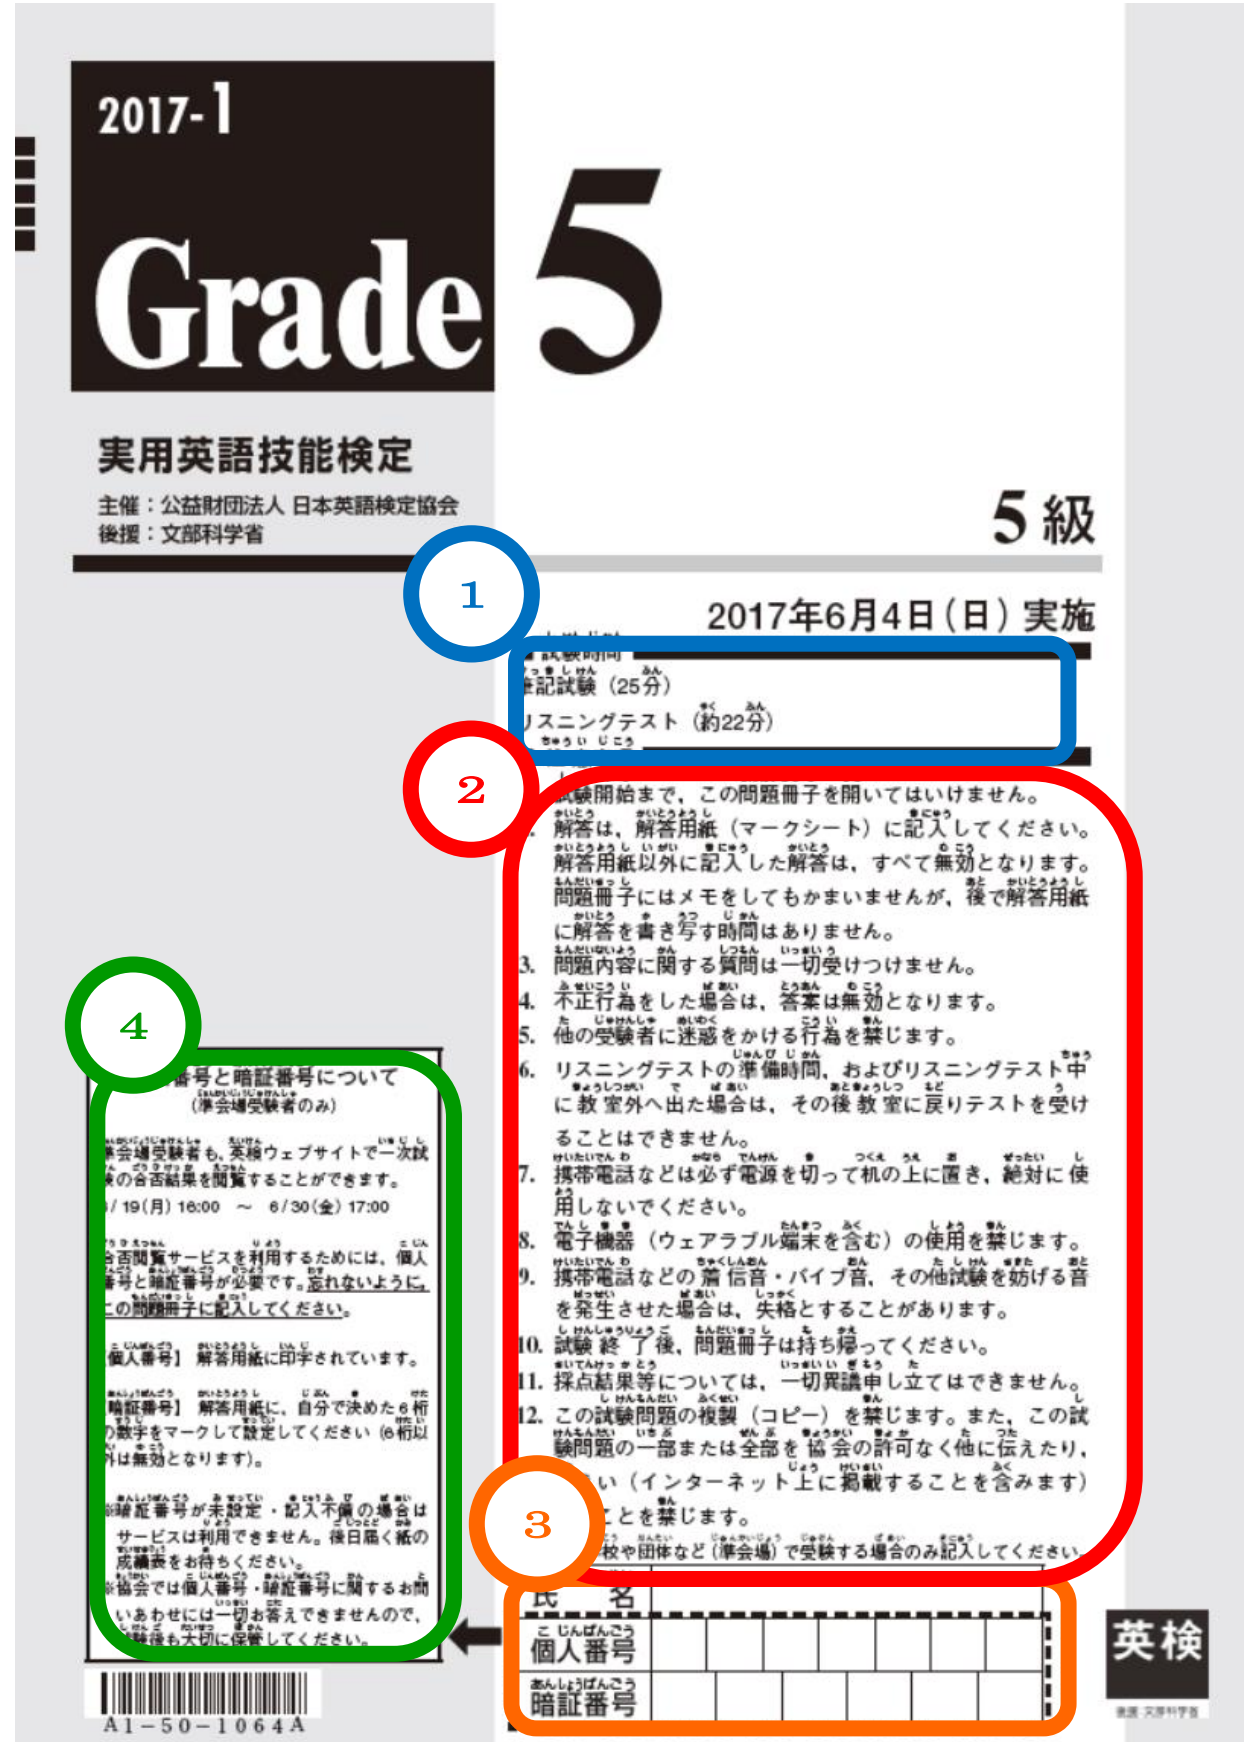 2017-1
Grade 5
実用英語技能検定
主催：公益財団法人 日本英語検定協会
後援：文部科学省
5級
1
2017年6月4日(日)実施
試験時間
筆記試験（25分）
リスニングテスト（約22分）
2
試験開始まで，この問題冊子を開いてはいけません。
解答は，解答用紙（マークシート）に記入してください。
解答用紙以外に記入した解答は，すべて無効となります。
問題冊子にはメモをしてもかまいませんが，後で解答用紙
に解答を書き写す時間はありません。
3. 問題内容に関する質問は一切受けつけません。
4. 不正行為をした場合は，答案は無効となります。
5. 他の受験者に迷惑をかける行為を禁じます。
6. リスニングテストの準備時間，およびリスニングテスト中
に教室外へ出た場合は，その後教室に戻りテストを受け
ることはできません。
7. 携帯電話などは必ず電源を切って机の上に置き，絶対に使
用しないでください。
8. 電子機器（ウェアラブル端末を含む）の使用を禁じます。
9. 携帯電話などの着信音・バイブ音，その他試験を妨げる音
を発生させた場合は，失格とすることがあります。
10. 試験終了後，問題冊子は持ち帰ってください。
11. 採点結果等については，一切異議申し立てはできません。
12. この試験問題の複製（コピー）を禁じます。また，この試
験問題の一部または全部を協会の許可なく他に伝えたり，
い（インターネット上に掲載することを含みます）
ことを禁じます。
3
校や団体など(準会場)で受験する場合のみ記入してください。
氏 名
個人番号
暗証番号
4
番号と暗証番号について
(準会場受験者のみ)
準会場受験者も、英検ウェブサイトで一次試
験の合否結果を閲覧することができます。
/19(月) 16:00 ～ 6/30(金) 17:00
合否閲覧サービスを利用するためには、個人
番号と暗証番号が必要です。忘れないように、
この問題冊子に記入してください。
個人番号】 解答用紙に印字されています。
暗証番号】 解答用紙に、自分で決めた6桁
の数字をマークして設定してください（6桁以
外は無効となります）。
※暗証番号が未設定・記入不備の場合は
サービスは利用できません。後日届く紙の
成績表をお待ちください。
※協会では個人番号・暗証番号に関するお問
いあわせには一切お答えできませんので、
試験後も大切に保管してください。
A1-50-1064A
英検
後援 文部科学省